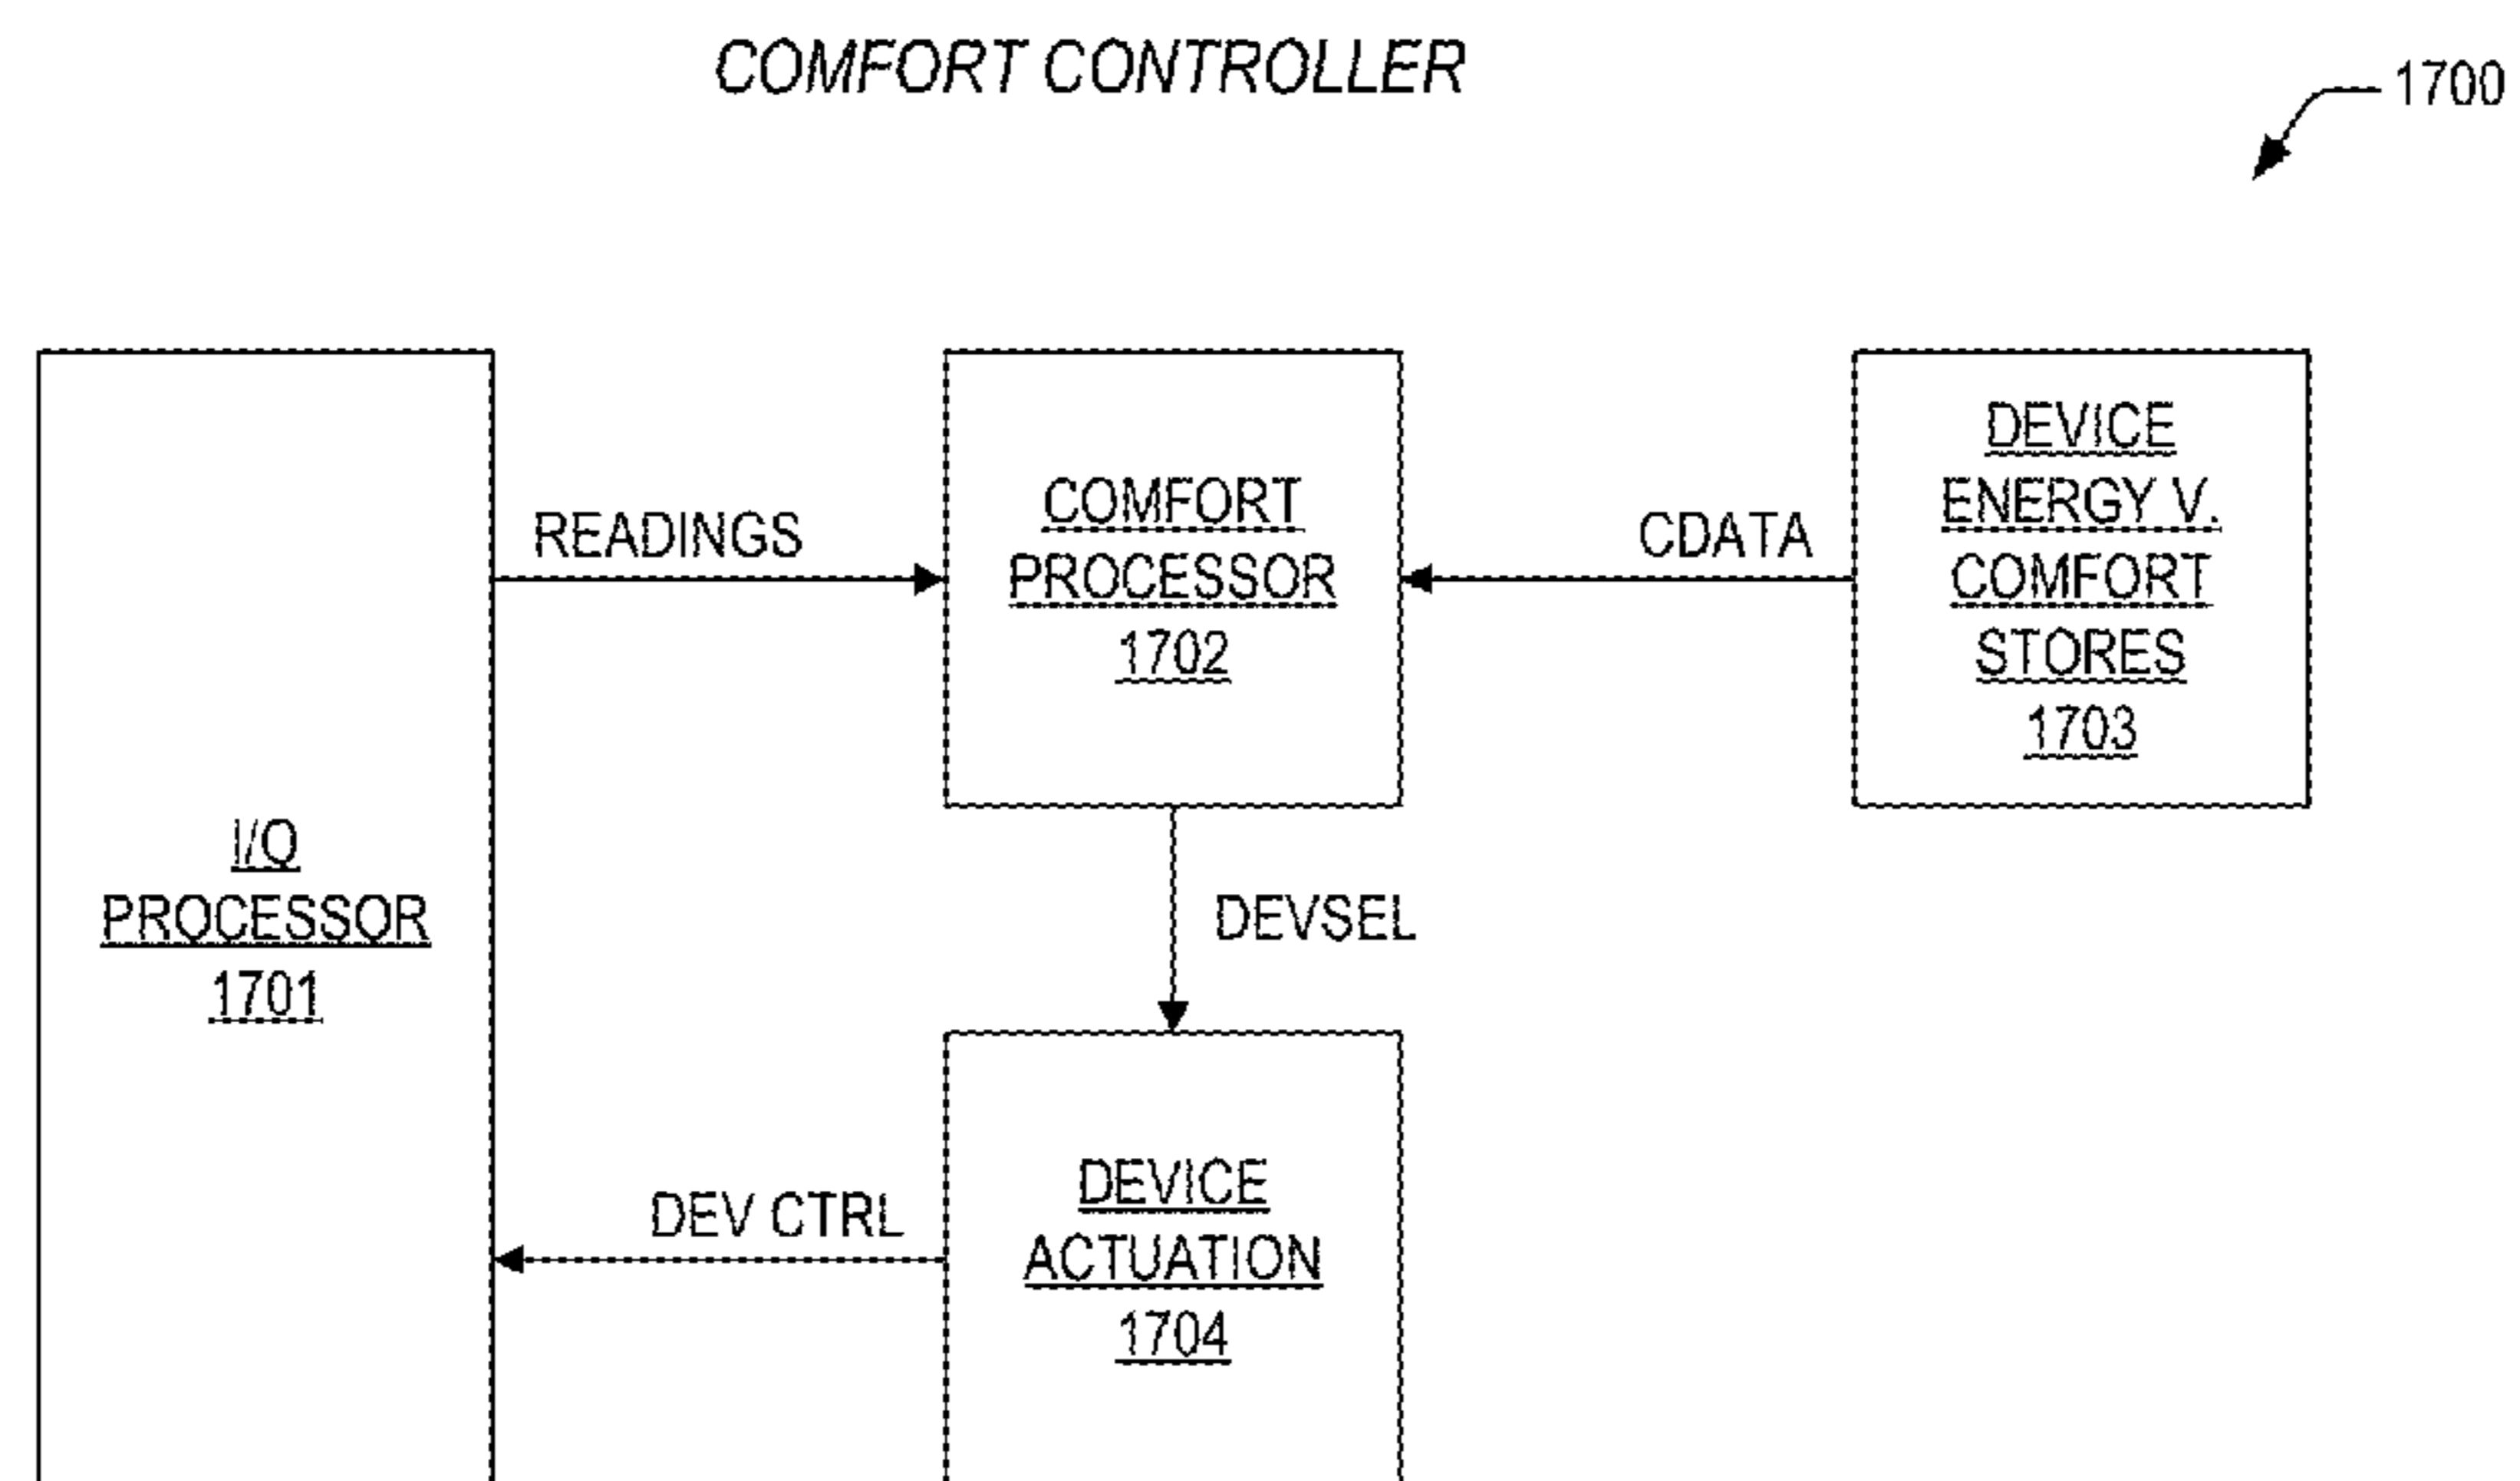 COMFORT CONTROLLER
1700
READINGS
COMFORT
PROCESSOR
1702
CDATA
DEVICE
ENERGY V.
COMFORT
STORES
1703
I/O
PROCESSOR
1701
DEVSEL
DEV CTRL
DEVICE
ACTUATION
1704